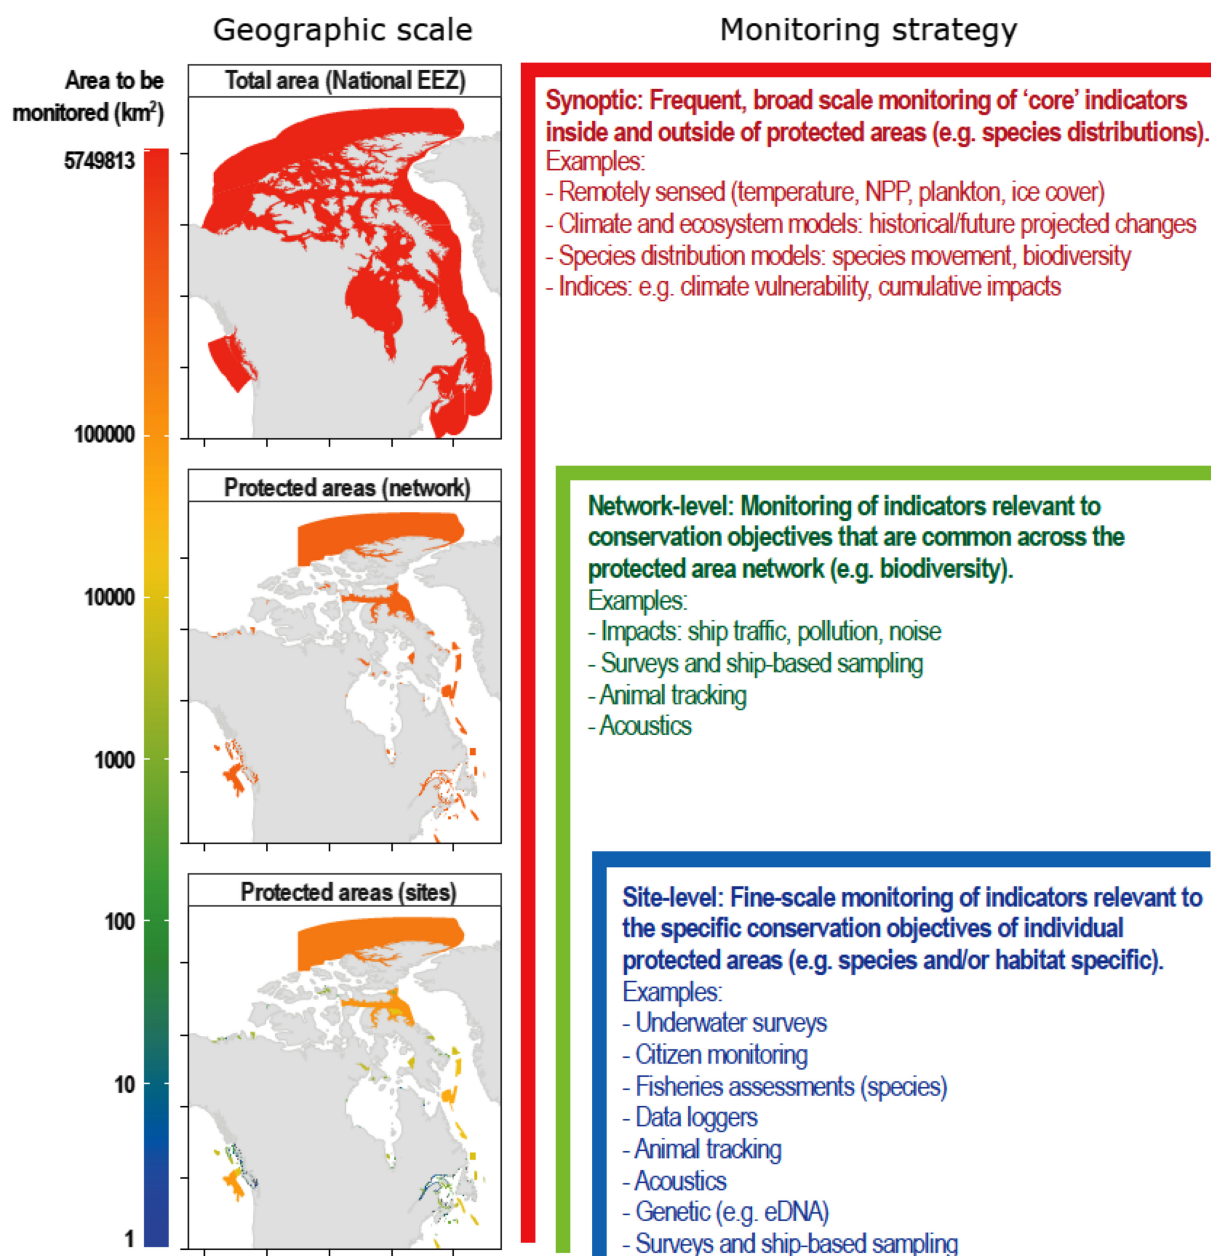 Geographic scale
Monitoring strategy
Area to be
monitored (km²)
5749813
100000
10000
1000
100
10
1
Total area (National EEZ)
Protected areas (network)
Protected areas (sites)
Synoptic: Frequent, broad scale monitoring of ‘core’ indicators
inside and outside of protected areas (e.g. species distributions).
Examples:
- Remotely sensed (temperature, NPP, plankton, ice cover)
- Climate and ecosystem models: historical/future projected changes
- Species distribution models: species movement, biodiversity
- Indices: e.g. climate vulnerability, cumulative impacts
Network-level: Monitoring of indicators relevant to
conservation objectives that are common across the
protected area network (e.g. biodiversity).
Examples:
- Impacts: ship traffic, pollution, noise
- Surveys and ship-based sampling
- Animal tracking
- Acoustics
Site-level: Fine-scale monitoring of indicators relevant to
the specific conservation objectives of individual
protected areas (e.g. species and/or habitat specific).
Examples:
- Underwater surveys
- Citizen monitoring
- Fisheries assessments (species)
- Data loggers
- Animal tracking
- Acoustics
- Genetic (e.g. eDNA)
- Surveys and ship-based sampling